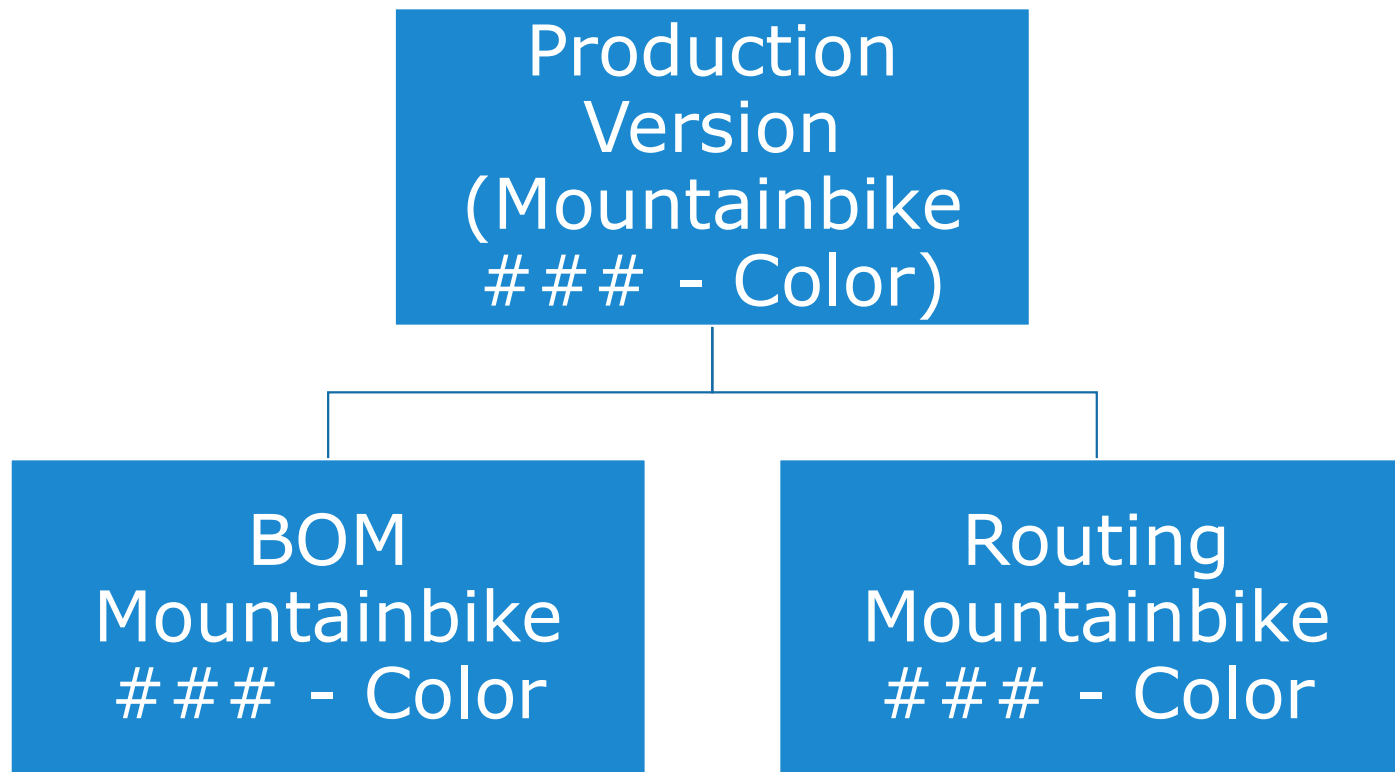 Production
Version
(Mountainbike
### - Color)
BOM
Mountainbike
### - Color
Routing
Mountainbike
### - Color